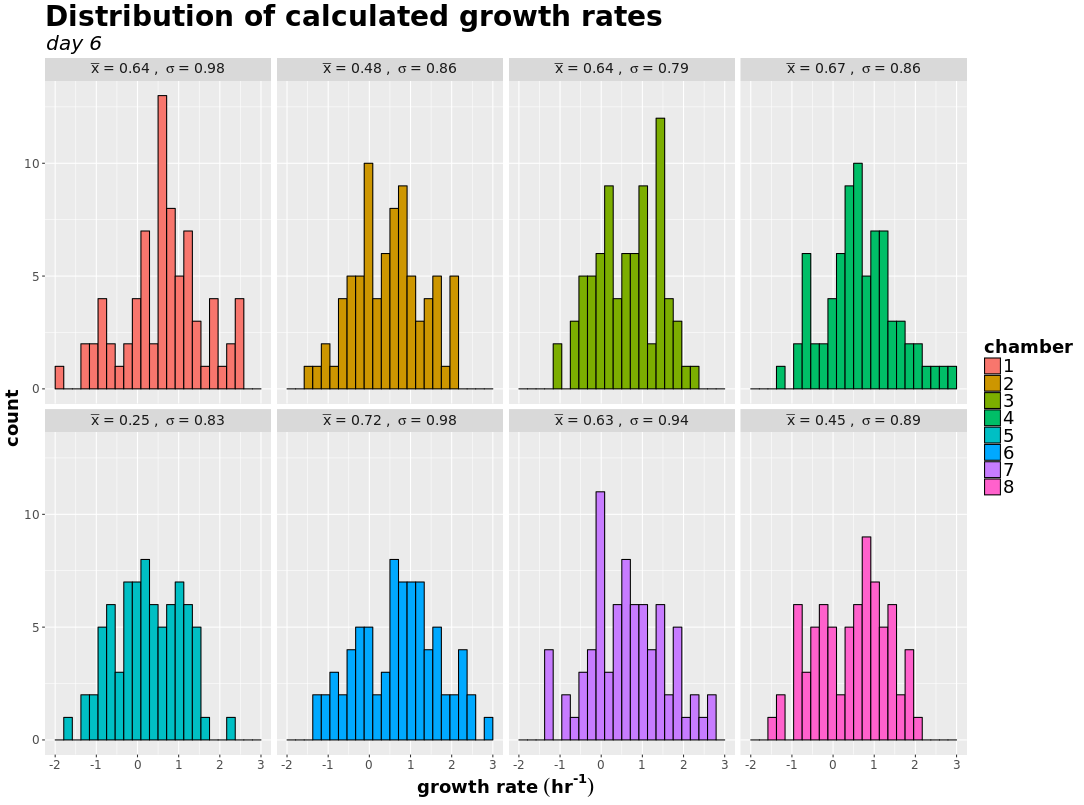 Distribution of calculated growth rates
day 6
x̅ = 0.64 , σ = 0.98
x̅ = 0.48 , σ = 0.86
x̅ = 0.64 , σ = 0.79
x̅ = 0.67 , σ = 0.86
10
5
0
x̅ = 0.25 , σ = 0.83
x̅ = 0.72 , σ = 0.98
x̅ = 0.63 , σ = 0.94
x̅ = 0.45 , σ = 0.89
10
5
0
-2 -1 0 1 2 3
-2 -1 0 1 2 3
-2 -1 0 1 2 3
-2 -1 0 1 2 3
growth rate (hr⁻¹)
count
chamber
1
2
3
4
5
6
7
8